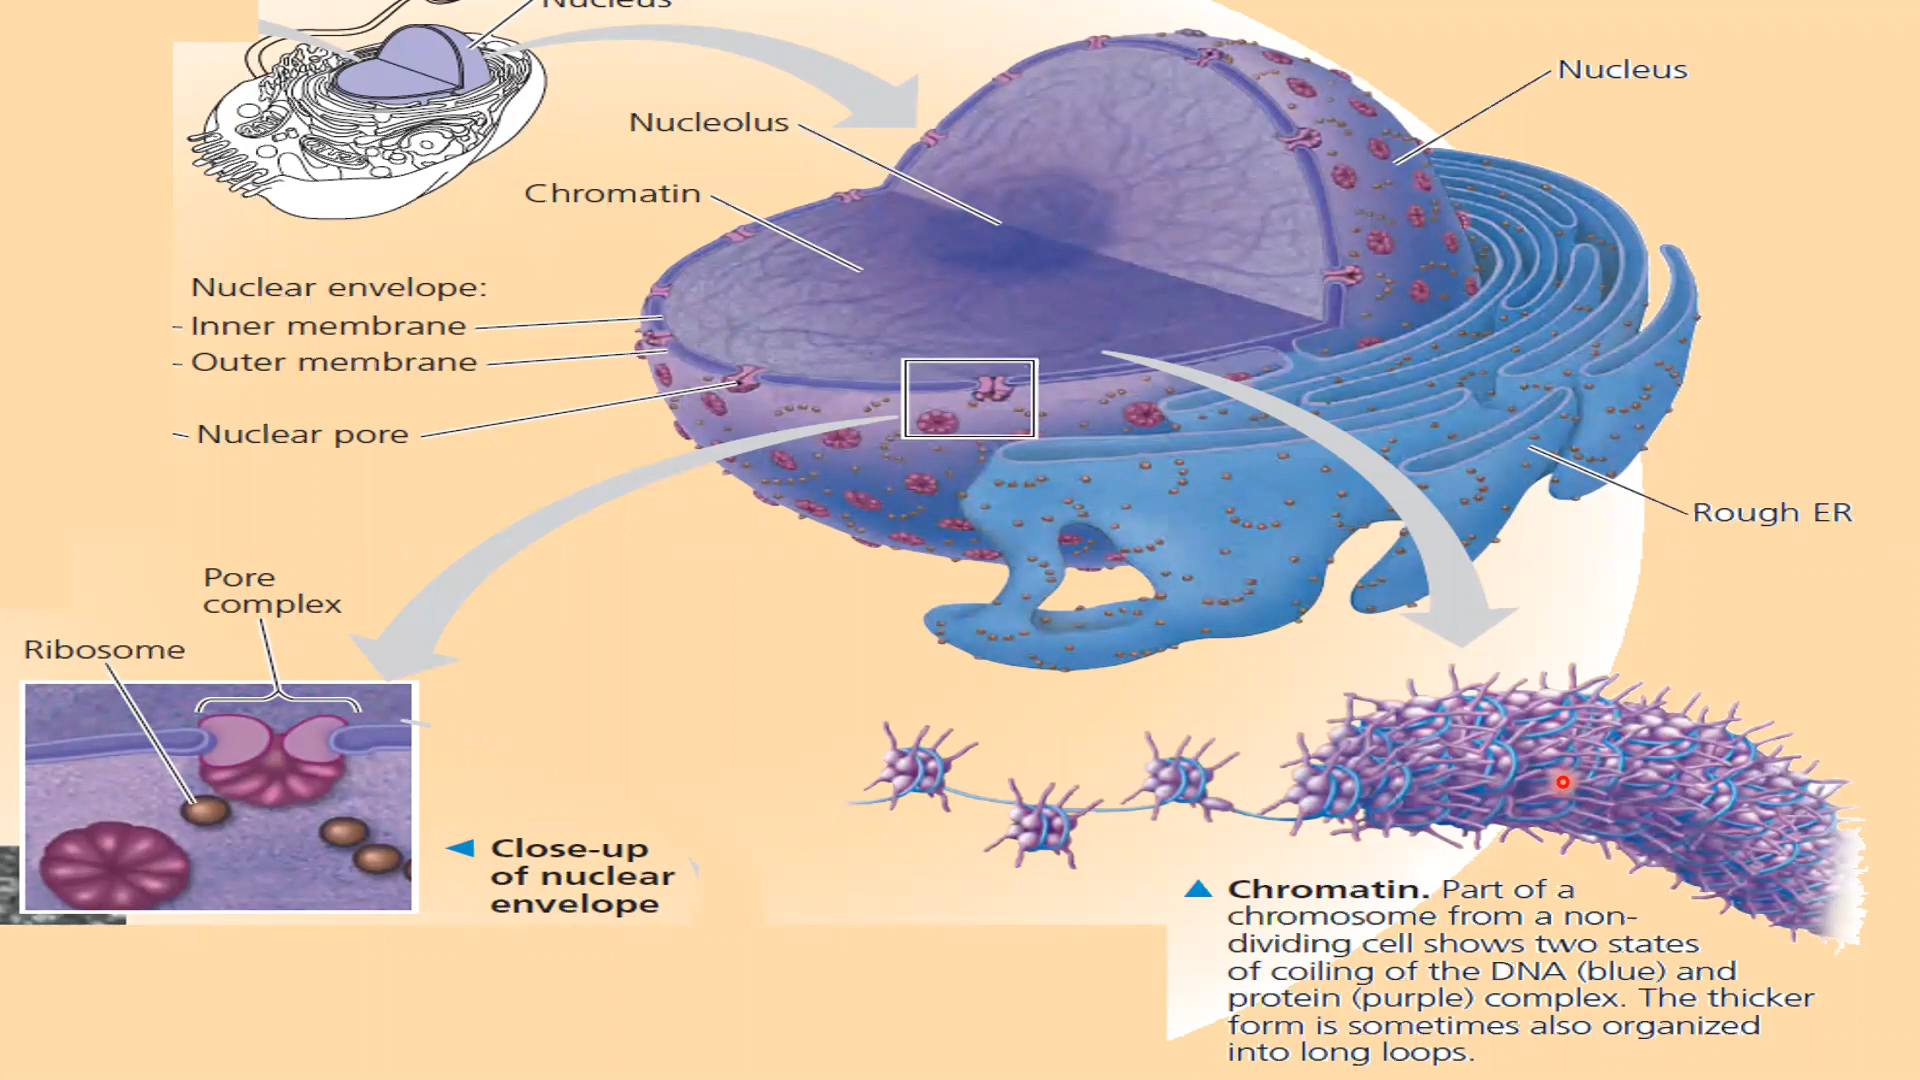 Nucleus
Nucleus
Nucleolus
Chromatin
Nuclear envelope:
Inner membrane
Outer membrane
Nuclear pore
Rough ER
Pore
complex
Ribosome
Close-up
of nuclear
envelope
Chromatin. Part of a
chromosome from a non-
dividing cell shows two states
of coiling of the DNA (blue) and
protein (purple) complex. The thicker
form is sometimes also organized
into long loops.